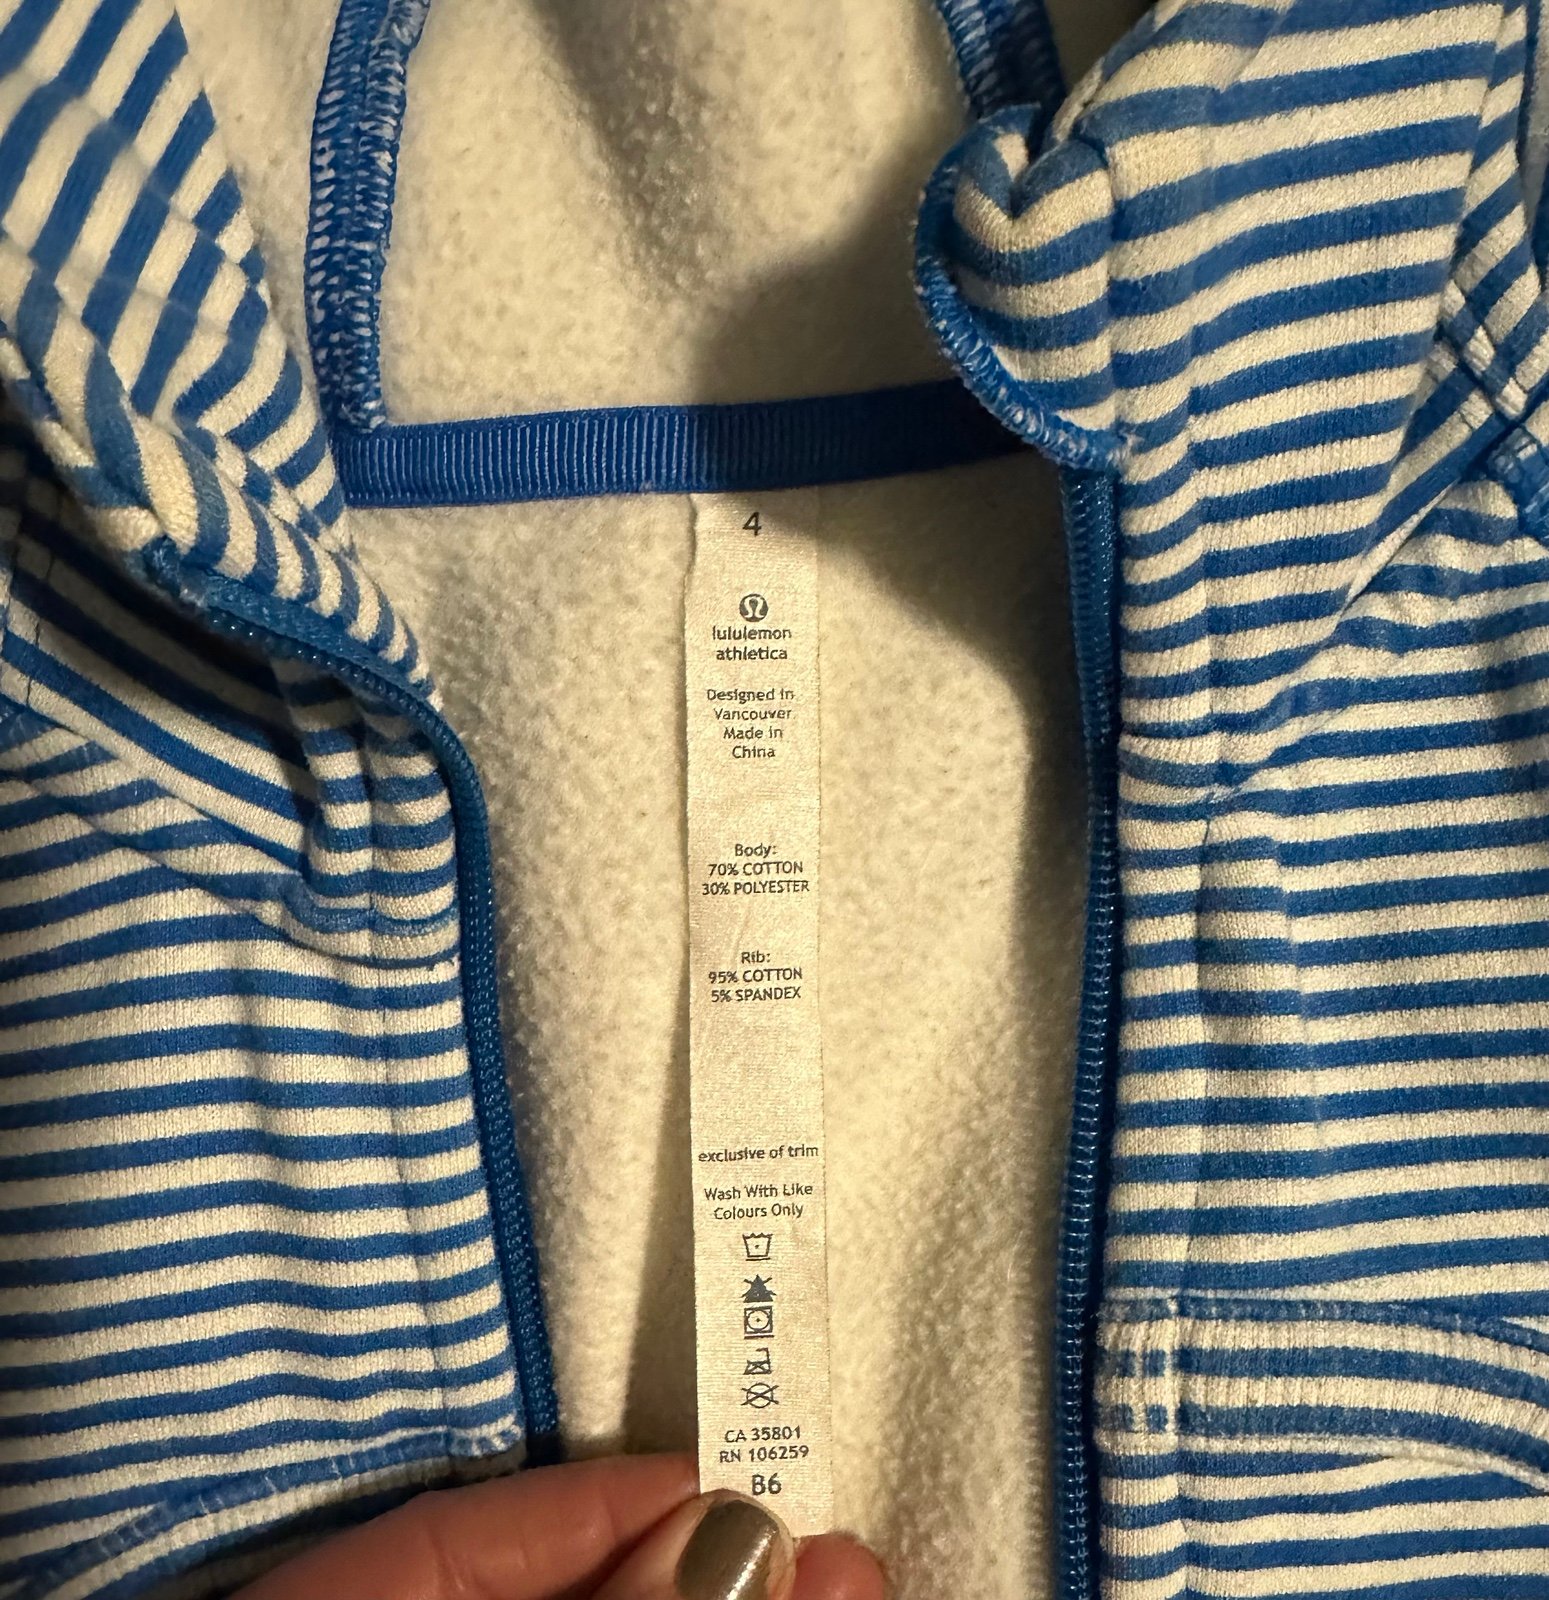 4
lululemon
athletica
Designed in
Vancouver
Made in
China
Body:
70% COTTON
30% POLYESTER
Rib:
95% COTTON
5% SPANDEX
exclusive of trim
Wash With Like
Colours Only
CA 35801
RN 106259
B6